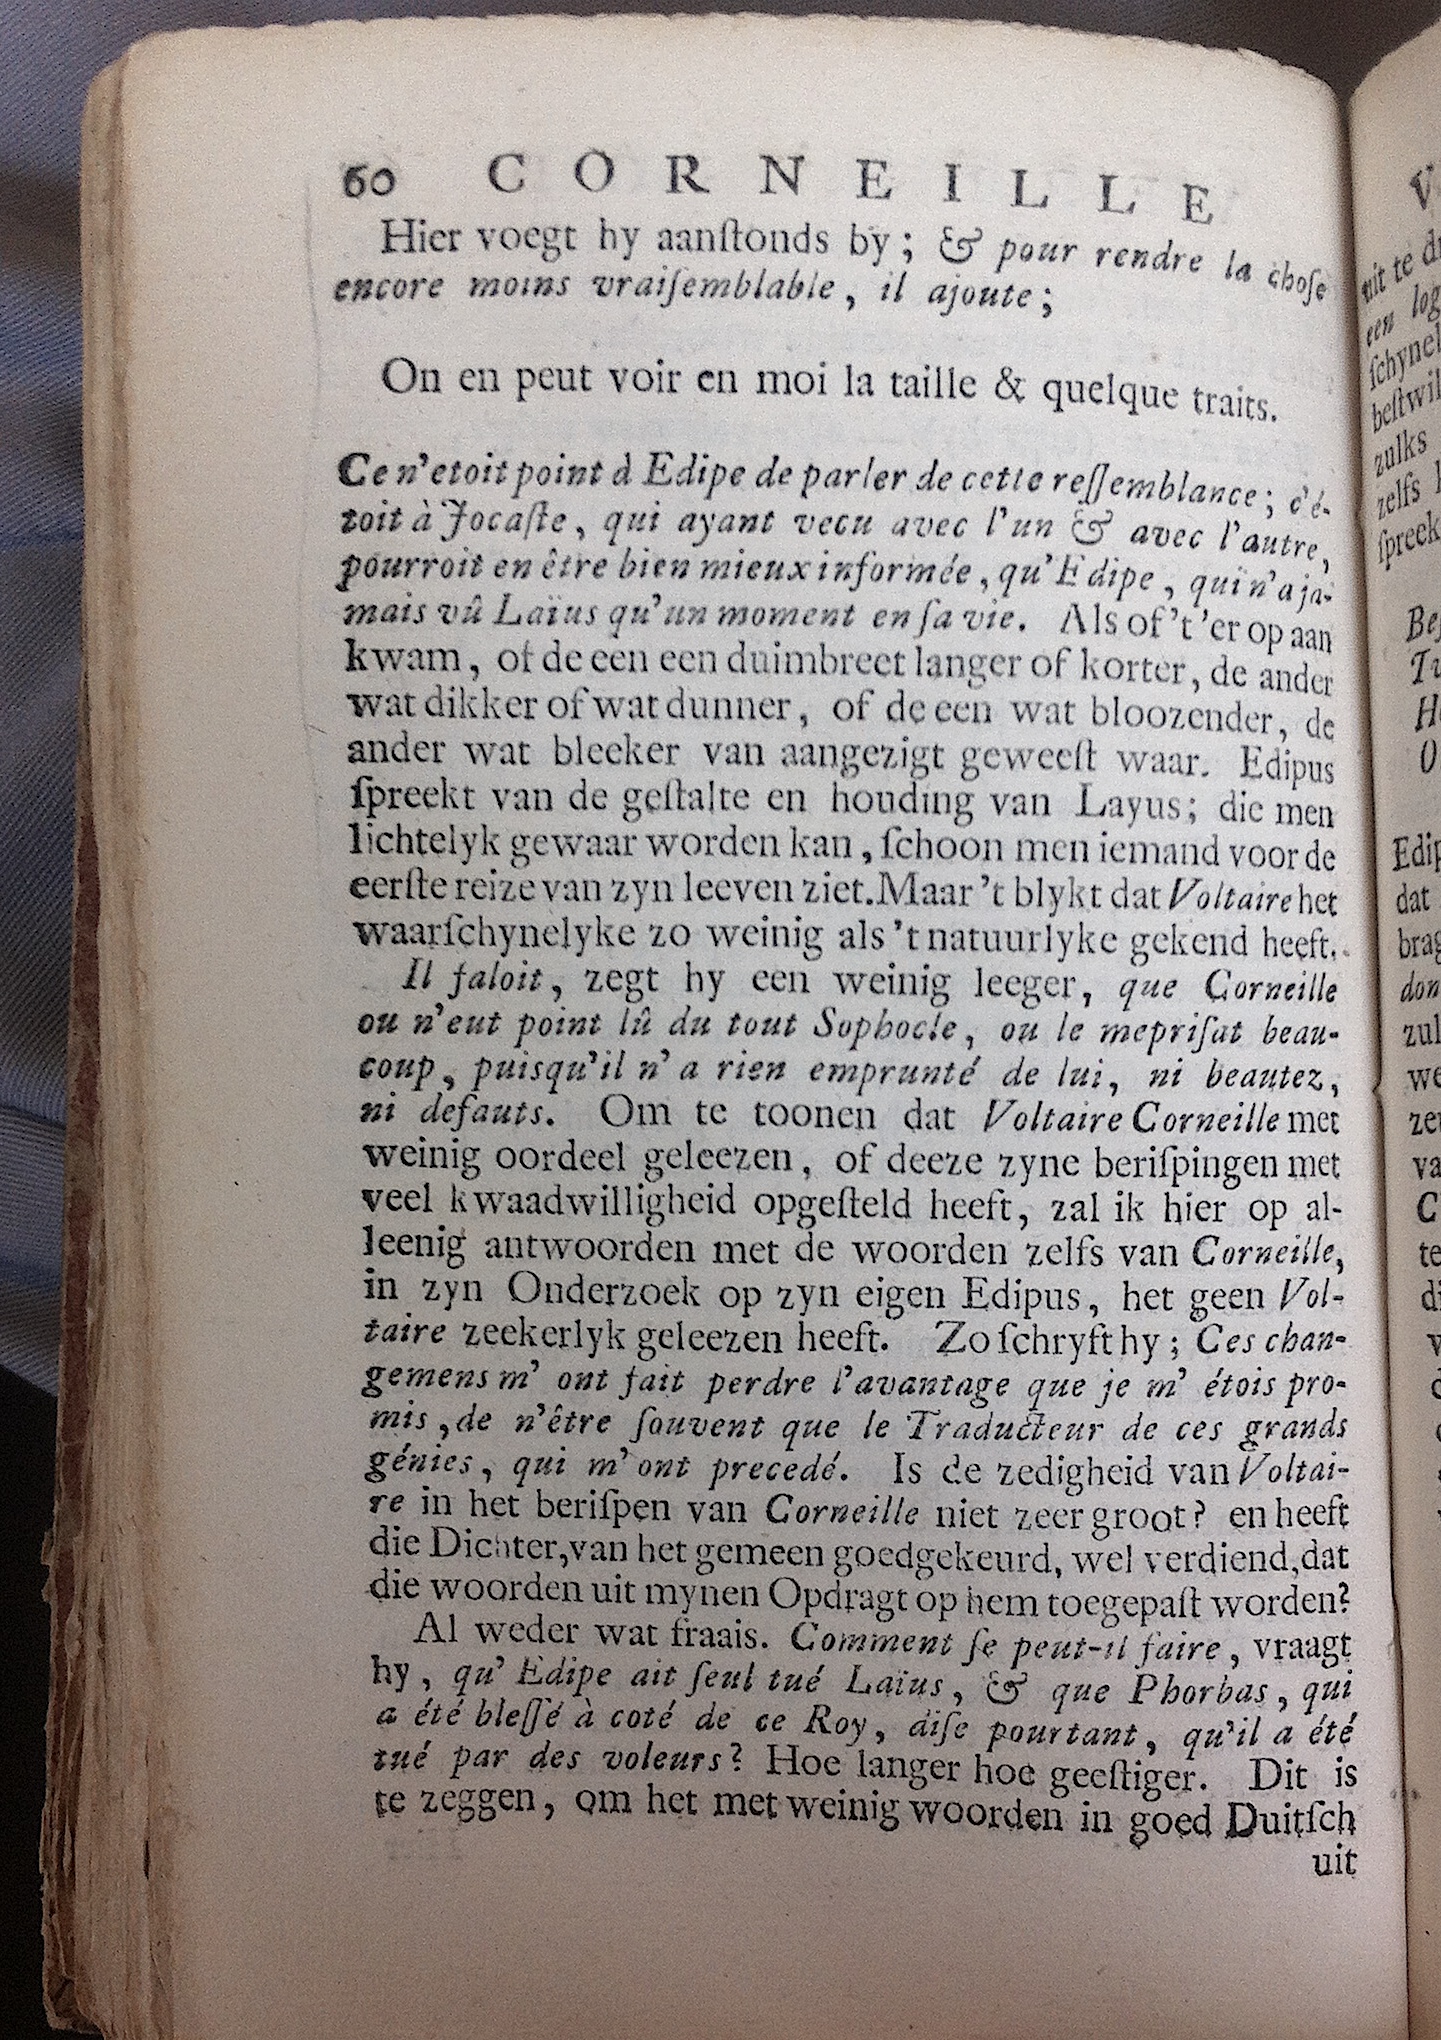 60 CORNEILLE
Hier voegt hy aanſtonds by; & pour rendre la choſe
encore moins vraiſemblable, il ajoute;
On en peut voir en moi la taille & quelque traits.
Ce n'etoit point à Edipe de parler de cette reſſemblance; c'é-
toit à Jocaſte, qui ayant vecu avec l'un & avec l'autre,
pourroit en être bien mieux informée, qu'Edipe, qui n'a ja-
mais vû Laïus qu'un moment en ſa vie. Als of 't 'er op aan
kwam, of de een een duimbreet langer of korter, de ander
wat dikker of wat dunner, of de een wat bloozender, de
ander wat bleeker van aangezigt geweeſt waar. Edipus
ſpreekt van de geſtalte en houding van Layus; die men
lichtelyk gewaar worden kan, ſchoon men iemand voor de
eerſte reize van zyn leeven ziet. Maar 't blykt dat Voltaire het
waarſchynelyke zo weinig als 't natuurlyke gekend heeft.
Il faloit, zegt hy een weinig leeger, que Corneille
ou n'eut point lû du tout Sophocle, ou le mepriſat beau-
coup, puisqu'il n'a rien emprunté de lui, ni beautez,
ni defauts. Om te toonen dat Voltaire Corneille met
weinig oordeel geleezen, of deeze zyne beriſpingen met
veel kwaadwilligheid opgeſteld heeft, zal ik hier op al-
leenig antwoorden met de woorden zelfs van Corneille,
in zyn Onderzoek op zyn eigen Edipus, het geen Vol-
taire zeekerlyk geleezen heeft. Zo ſchryft hy; Ces chan-
gemens m' ont fait perdre l'avantage que je m' étois pro-
mis, de n'être ſouvent que le Traducteur de ces grands
génies, qui m'ont precedé. Is de zedigheid van Voltai-
re in het beriſpen van Corneille niet zeer groot? en heeft
die Dichter, van het gemeen goedgekeurd, wel verdiend, dat
die woorden uit mynen Opdragt op hem toegepaſt worden?
Al weder wat fraais. Comment ſe peut-il faire, vraagt
hy, qu' Edipe ait ſeul tué Laïus, & que Phorbas, qui
a été bleſſé à coté de ce Roy, diſe pourtant, qu'il a été
tué par des voleurs? Hoe langer hoe geeſtiger. Dit is
te zeggen, om het met weinig woorden in goed Duitſch
uit